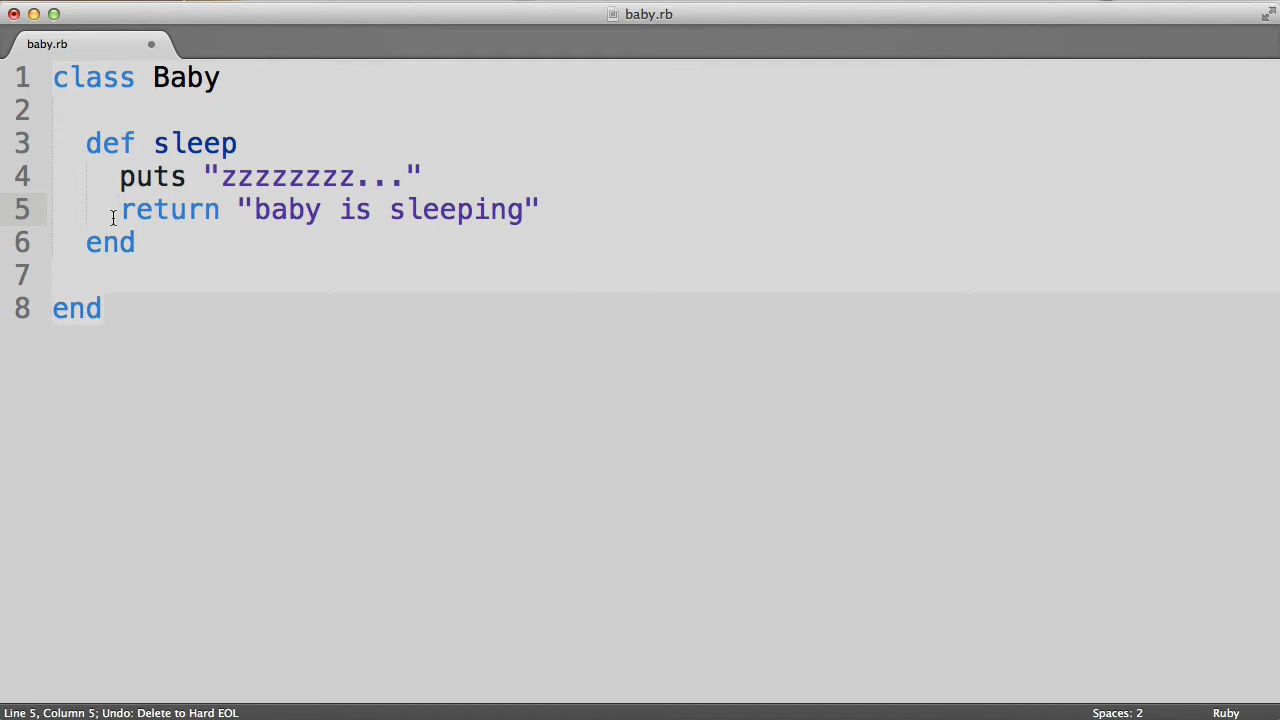 baby.rb
baby.rb
1 class Baby
2
3 def sleep
4 puts "zzzzzzzz..."
5 return "baby is sleeping"
6 end
7
8 end
Line 5, Column 5; Undo: Delete to Hard EOL Spaces: 2 Ruby